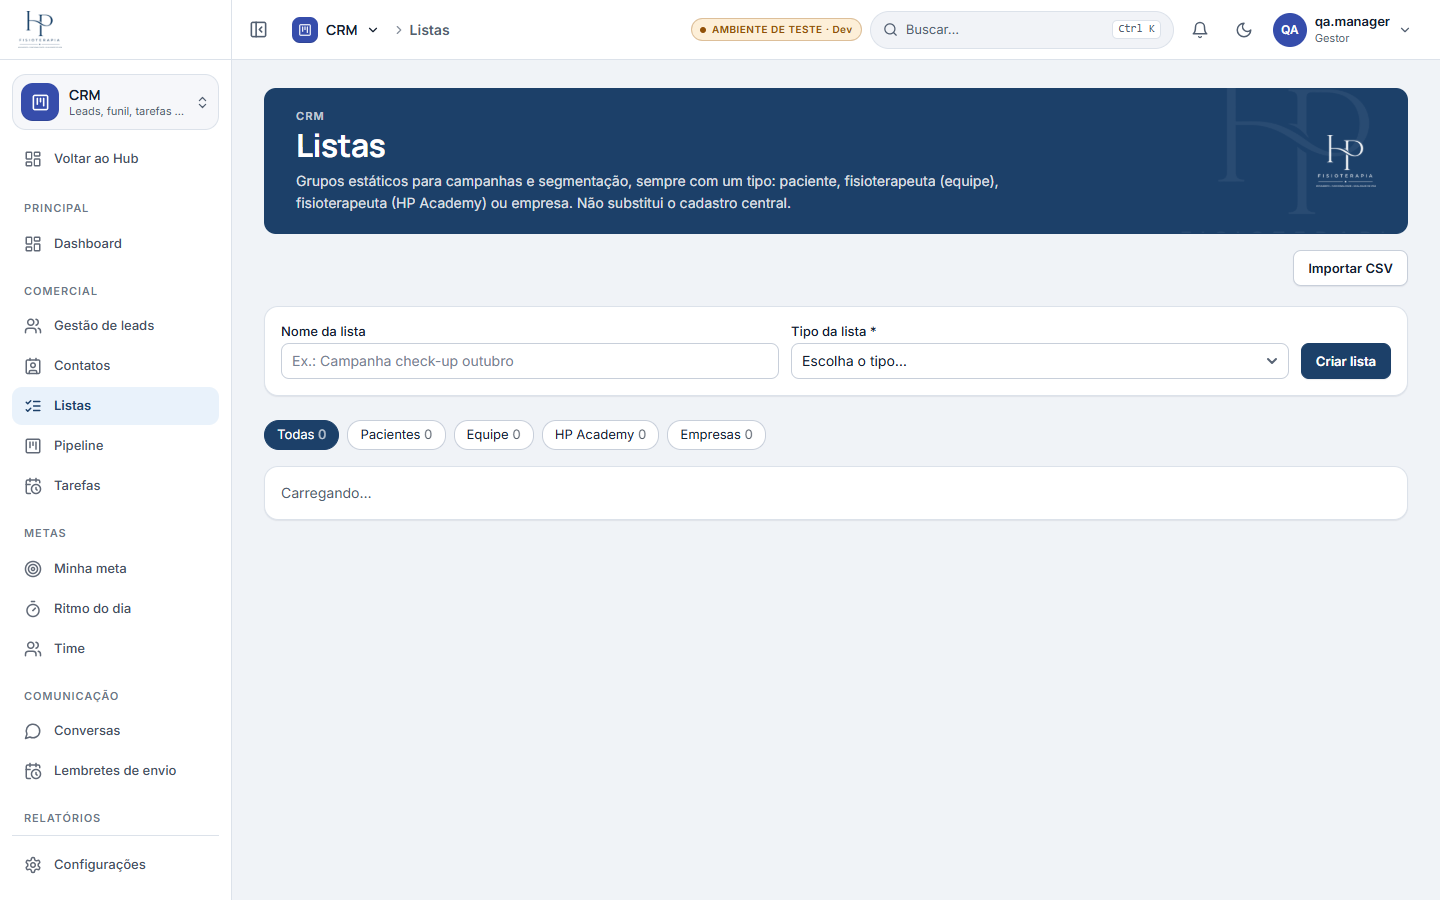 HP
FISIOTERAPIA
CRM
Leads, funil, tarefas ...
Voltar ao Hub
PRINCIPAL
Dashboard
COMERCIAL
Gestão de leads
Contatos
Listas
Pipeline
Tarefas
METAS
Minha meta
Ritmo do dia
Time
COMUNICAÇÃO
Conversas
Lembretes de envio
RELATÓRIOS
Configurações
CRM
Listas
AMBIENTE DE TESTE · Dev
Buscar...
Ctrl K
QA
qa.manager
Gestor
CRM
Listas
Grupos estáticos para campanhas e segmentação, sempre com um tipo: paciente, fisioterapeuta (equipe),
fisioterapeuta (HP Academy) ou empresa. Não substitui o cadastro central.
HP
FISIOTERAPIA
Importar CSV
Nome da lista
Ex.: Campanha check-up outubro
Tipo da lista *
Escolha o tipo...
Criar lista
Todas 0
Pacientes 0
Equipe 0
HP Academy 0
Empresas 0
Carregando...